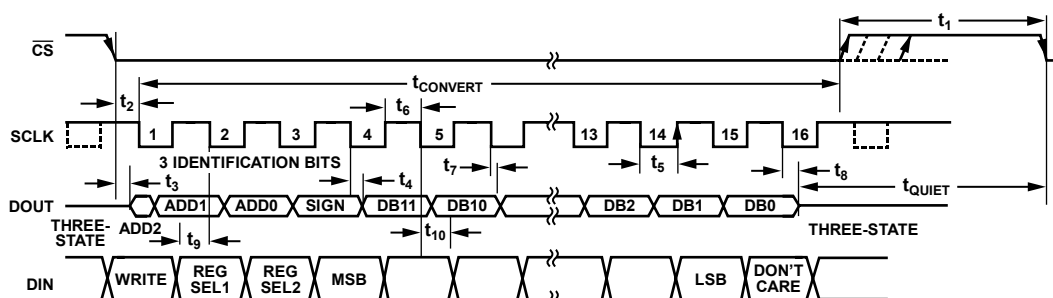 t1
CS
tCONVERT
t2
t6
SCLK
1 2 3 4 5 13 14 15 16
3 IDENTIFICATION BITS
t7
t5
t8
t3
t4
tQUIET
DOUT
ADD1 ADD0 SIGN DB11 DB10 DB2 DB1 DB0
THREE-
STATE
ADD2
THREE-STATE
t9
t10
DIN
WRITE
REG
SEL1
REG
SEL2
MSB
LSB
DON'T
CARE